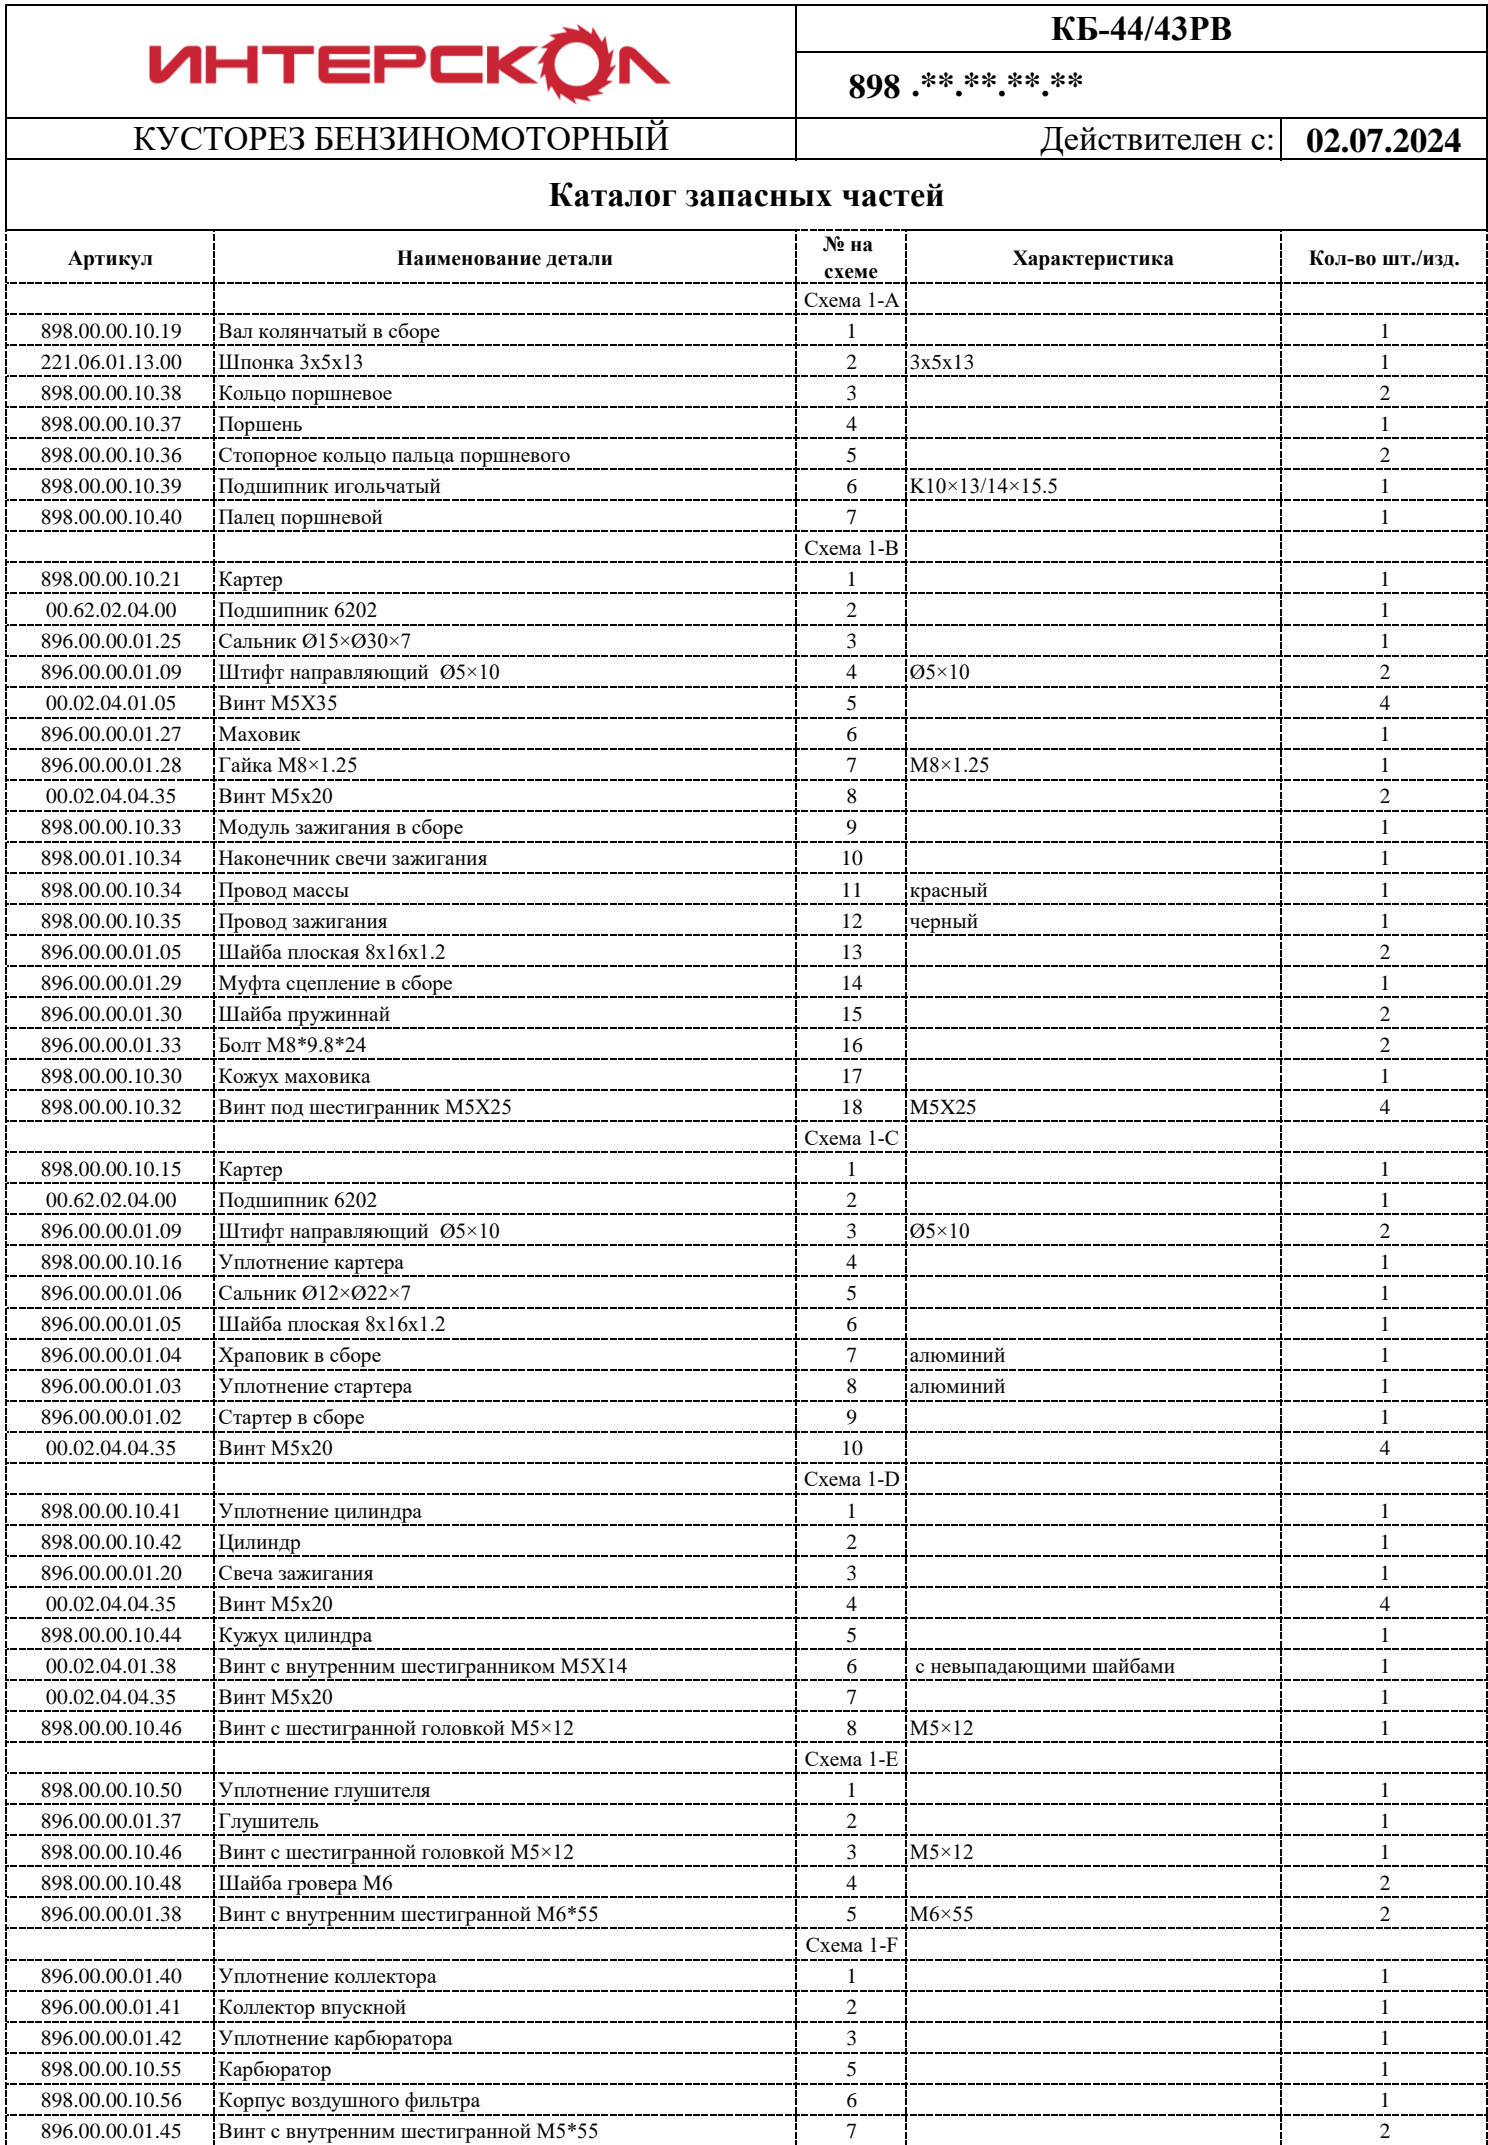 ИНТЕРСКОЛ
КБ-44/43РВ
898 .**.**.**.**
КУСТОРЕЗ БЕНЗИНОМОТОРНЫЙ Действителен с: 02.07.2024
Каталог запасных частей
Артикул Наименование детали № на схеме Характеристика Кол-во шт./изд.
Схема 1-А
898.00.00.10.19 Вал колянчатый в сборе 1 1
221.06.01.13.00 Шпонка 3х5х13 2 3х5х13 1
898.00.00.10.38 Кольцо поршневое 3 2
898.00.00.10.37 Поршень 4 1
898.00.00.10.36 Стопорное кольцо пальца поршневого 5 2
898.00.00.10.39 Подшипник игольчатый 6 K10×13/14×15.5 1
898.00.00.10.40 Палец поршневой 7 1
Схема 1-B
898.00.00.10.21 Картер 1 1
00.62.02.04.00 Подшипник 6202 2 1
896.00.00.01.25 Сальник Ø15×Ø30×7 3 1
896.00.00.01.09 Штифт направляющий Ø5×10 4 Ø5×10 2
00.02.04.01.05 Винт M5X35 5 4
896.00.00.01.27 Маховик 6 1
896.00.00.01.28 Гайка M8×1.25 7 M8×1.25 1
00.02.04.04.35 Винт М5х20 8 2
898.00.00.10.33 Модуль зажигания в сборе 9 1
898.00.01.10.34 Наконечник свечи зажигания 10 1
898.00.00.10.34 Провод массы 11 красный 1
898.00.00.10.35 Провод зажигания 12 черный 1
896.00.00.01.05 Шайба плоская 8х16х1.2 13 2
896.00.00.01.29 Муфта сцепление в сборе 14 1
896.00.00.01.30 Шайба пружиннай 15 2
896.00.00.01.33 Болт M8*9.8*24 16 2
898.00.00.10.30 Кожух маховика 17 1
898.00.00.10.32 Винт под шестигранник M5X25 18 M5X25 4
Схема 1-C
898.00.00.10.15 Картер 1 1
00.62.02.04.00 Подшипник 6202 2 1
896.00.00.01.09 Штифт направляющий Ø5×10 3 Ø5×10 2
898.00.00.10.16 Уплотнение картера 4 1
896.00.00.01.06 Сальник Ø12×Ø22×7 5 1
896.00.00.01.05 Шайба плоская 8х16х1.2 6 1
896.00.00.01.04 Храповик в сборе 7 алюминий 1
896.00.00.01.03 Уплотнение стартера 8 алюминий 1
896.00.00.01.02 Стартер в сборе 9 1
00.02.04.04.35 Винт М5х20 10 4
Схема 1-D
898.00.00.10.41 Уплотнение цилиндра 1 1
898.00.00.10.42 Цилиндр 2 1
896.00.00.01.20 Свеча зажигания 3 1
00.02.04.04.35 Винт М5х20 4 4
898.00.00.10.44 Кужух цилиндра 5 1
00.02.04.01.38 Винт с внутренним шестигранником M5X14 6 с невыпадающими шайбами 1
00.02.04.04.35 Винт М5х20 7 1
898.00.00.10.46 Винт с шестигранной головкой M5×12 8 M5×12 1
Схема 1-E
898.00.00.10.50 Уплотнение глушителя 1 1
896.00.00.01.37 Глушитель 2 1
898.00.00.10.46 Винт с шестигранной головкой M5×12 3 M5×12 1
898.00.00.10.48 Шайба гровера М6 4 2
896.00.00.01.38 Винт с внутренним шестигранной M6*55 5 M6×55 2
Схема 1-F
896.00.00.01.40 Уплотнение коллектора 1 1
896.00.00.01.41 Коллектор впускной 2 1
896.00.00.01.42 Уплотнение карбюратора 3 1
898.00.00.10.55 Карбюратор 5 1
898.00.00.10.56 Корпус воздушного фильтра 6 1
896.00.00.01.45 Винт с внутренним шестигранной M5*55 7 2